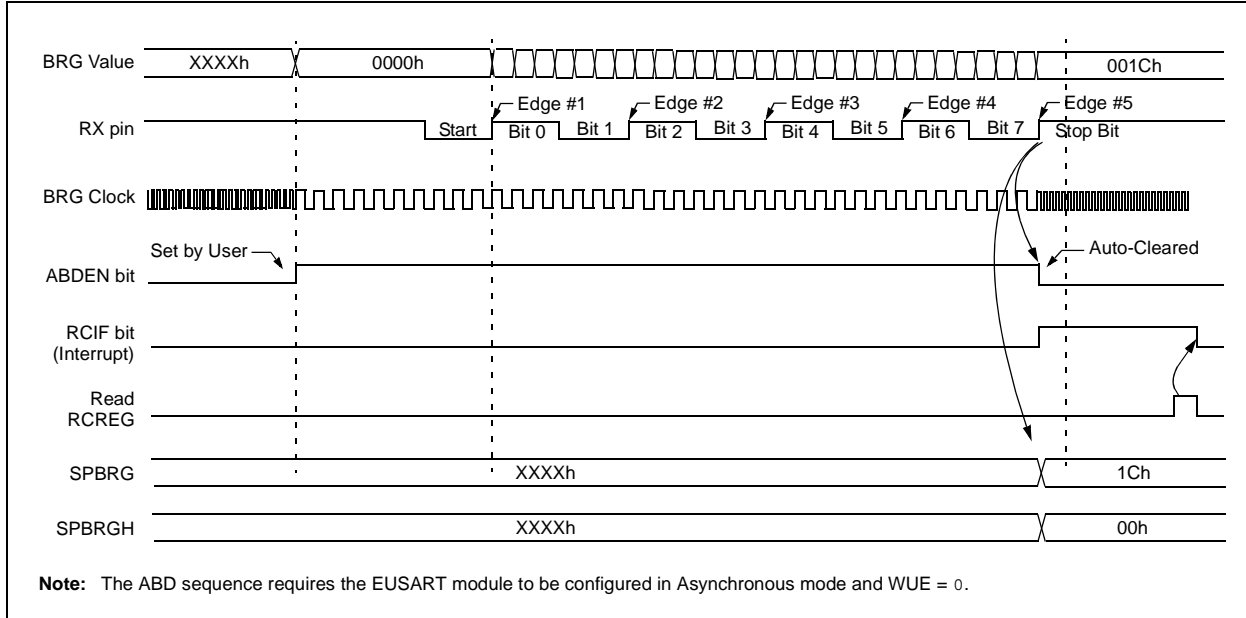 BRG Value XXXXh 0000h 001Ch
Edge #1 Edge #2 Edge #3 Edge #4 Edge #5
RX pin Start Bit 0 Bit 1 Bit 2 Bit 3 Bit 4 Bit 5 Bit 6 Bit 7 Stop Bit
BRG Clock
Set by User Auto-Cleared
ABDEN bit
RCIF bit
(Interrupt)
Read
RCREG
SPBRG XXXXh 1Ch
SPBRGH XXXXh 00h
Note: The ABD sequence requires the EUSART module to be configured in Asynchronous mode and WUE = 0.